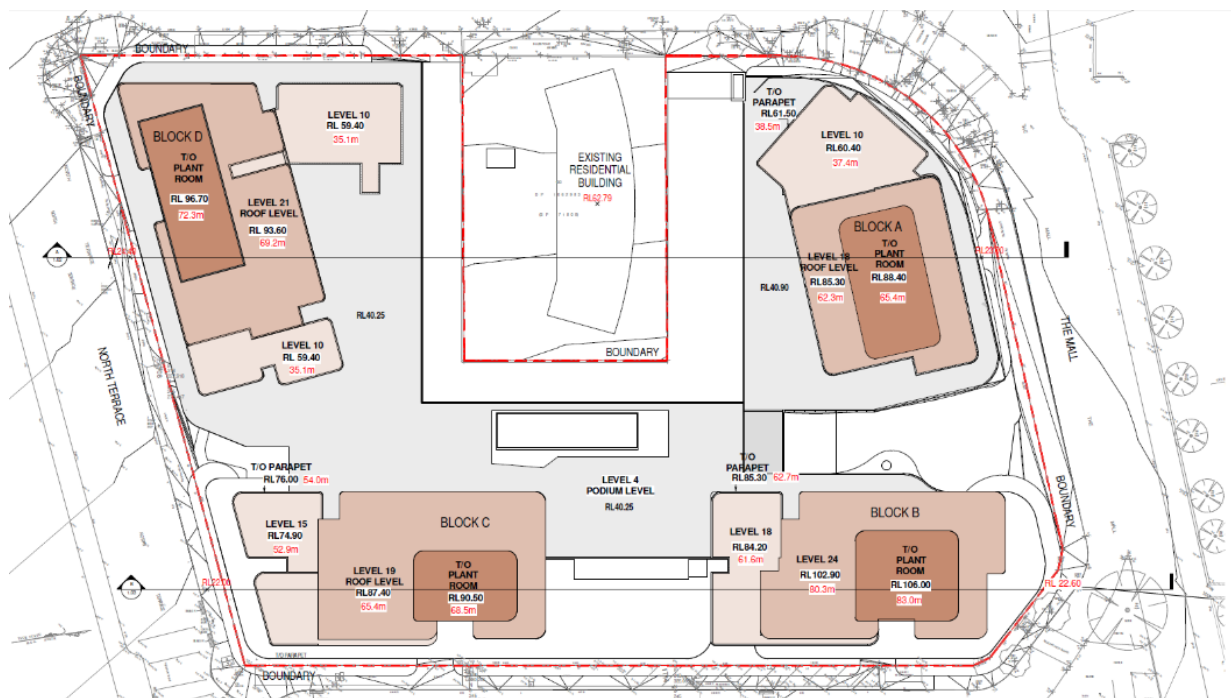 BOUNDARY
BOUNDARY
BLOCK D
T/O
PLANT
ROOM
RL 96.70
72.3m
LEVEL 10
RL 59.40
35.1m
LEVEL 21
ROOF LEVEL
RL 93.60
69.2m
LEVEL 10
RL 59.40
35.1m
RL40.25
NORTH TERRACE
EXISTING
RESIDENTIAL
BUILDING
RL62.79
BOUNDARY
T/O
PARAPET
RL61.50
38.5m
LEVEL 10
RL60.40
37.4m
BLOCK A
T/O
PLANT
ROOM
RL88.40
65.4m
LEVEL 18
ROOF LEVEL
RL85.30
62.3m
RL40.90
THE MALL
T/O PARAPET
RL76.00 54.0m
LEVEL 15
RL74.90
52.9m
BLOCK C
LEVEL 19
ROOF LEVEL
RL87.40
65.4m
T/O
PLANT
ROOM
RL90.50
68.5m
LEVEL 4
PODIUM LEVEL
RL40.25
T/O
PARAPET
RL85.30 62.7m
LEVEL 18
RL84.20
61.6m
BLOCK B
LEVEL 24
RL102.90
80.3m
T/O
PLANT
ROOM
RL106.00
83.0m
BOUNDARY
RL 22.60
T/O PARAPET
BOUNDARY